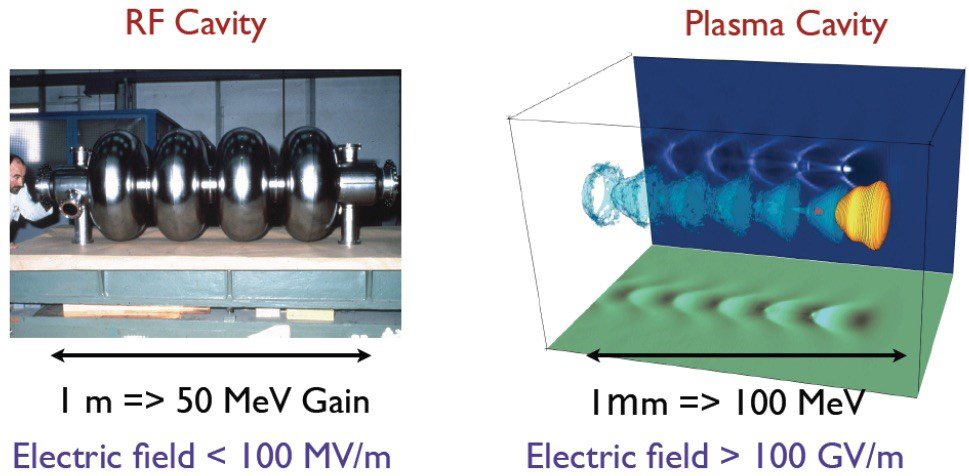 RF Cavity
Plasma Cavity
1 m => 50 MeV Gain
1mm => 100 MeV
Electric field < 100 MV/m
Electric field > 100 GV/m